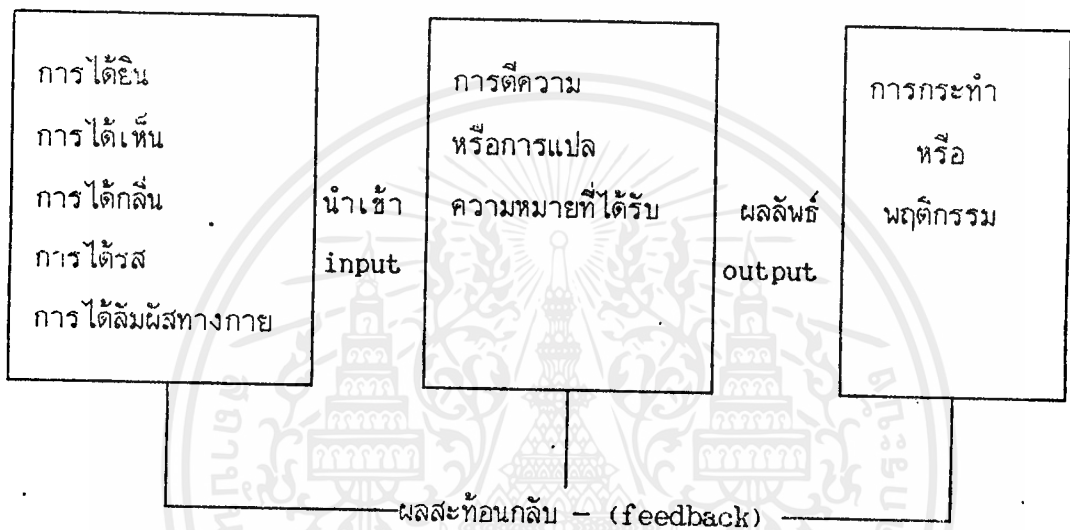 การได้ยิน
การได้เห็น
การได้กลิ่น
การได้รส
การได้สัมผัสทางกาย
นำเข้า
input
การตีความ
หรือการแปล
ความหมายที่ได้รับ
ผลลัพธ์
output
การกระทำ
หรือ
พฤติกรรม
ผลสะท้อนกลับ - (feedback)